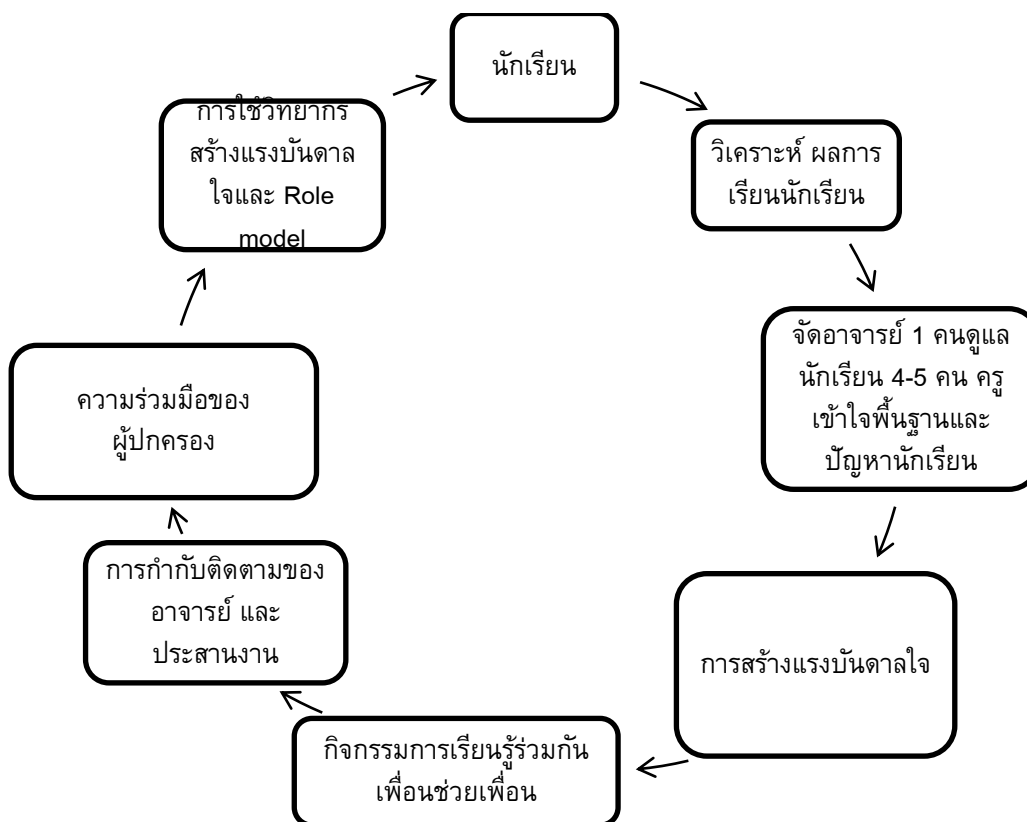 นักเรียน
วิเคราะห์ ผลการ
เรียนนักเรียน
จัดอาจารย์ 1 คนดูแล
นักเรียน 4-5 คน ครู
เข้าใจพื้นฐานและ
ปัญหานักเรียน
การสร้างแรงบันดาลใจ
กิจกรรมการเรียนรู้ร่วมกัน
เพื่อนช่วยเพื่อน
การกำกับติดตามของ
อาจารย์ และ
ประสานงาน
ความร่วมมือของ
ผู้ปกครอง
การใช้วิทยากร
สร้างแรงบันดาล
ใจและ Role
model